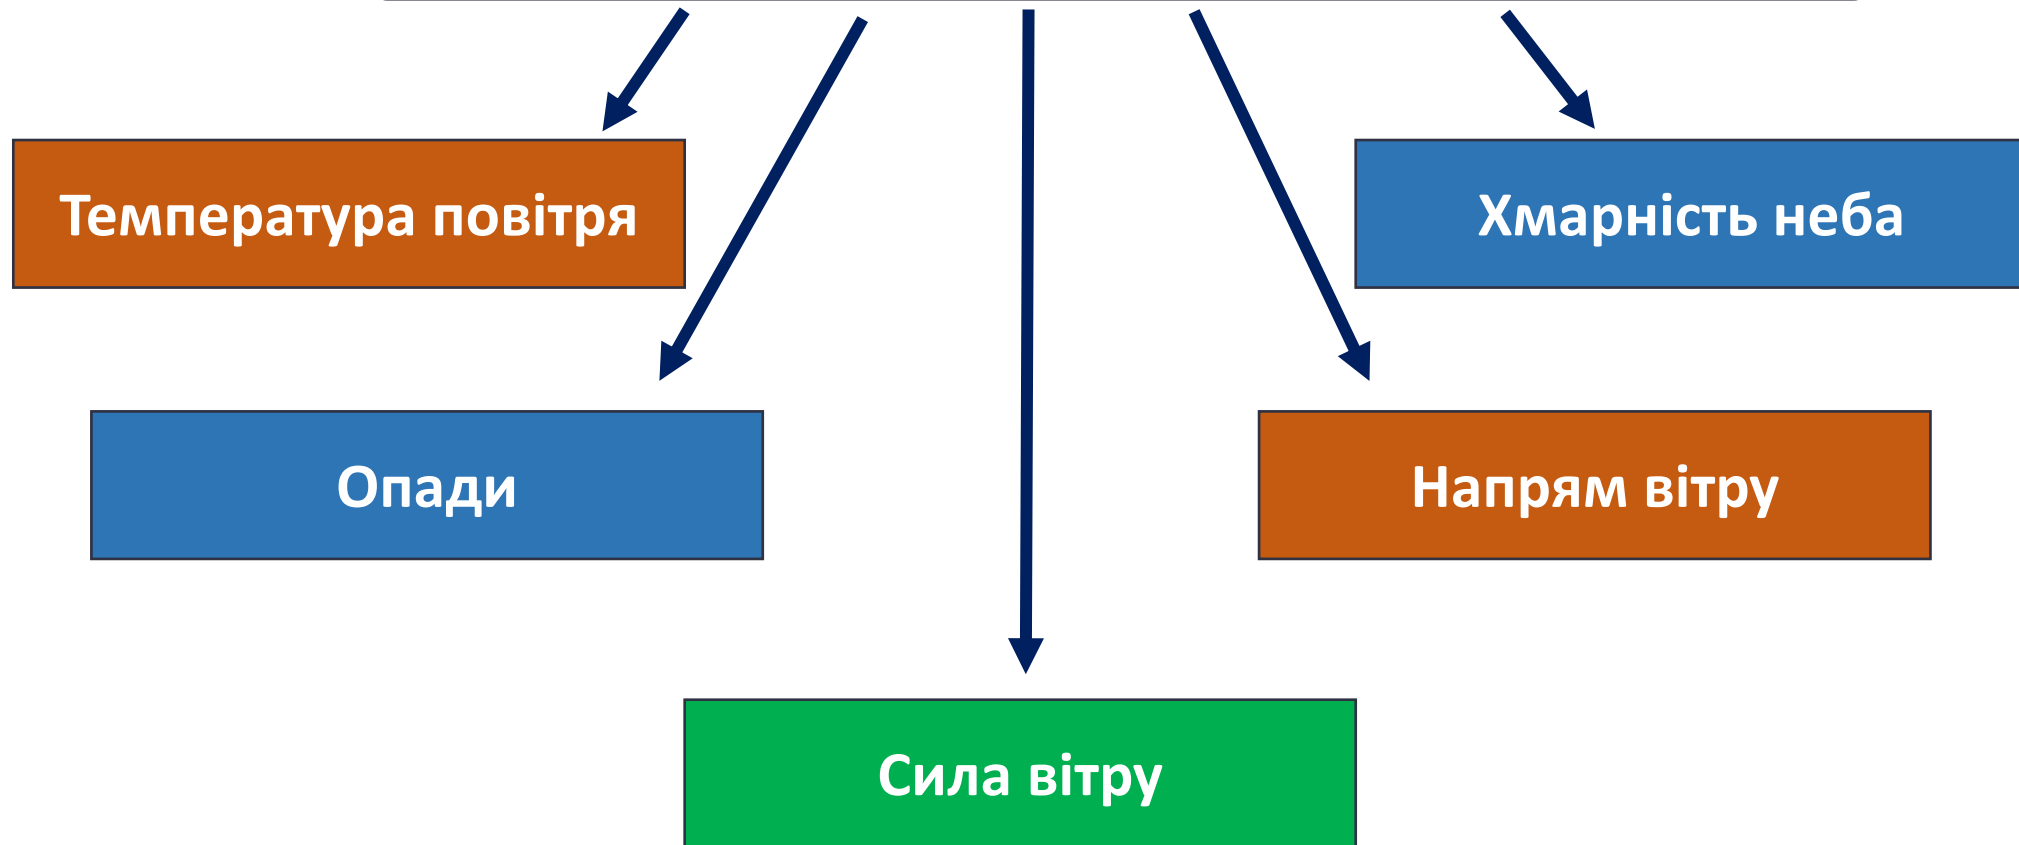 Температура повітря
Хмарність неба
Опади
Напрям вітру
Сила вітру